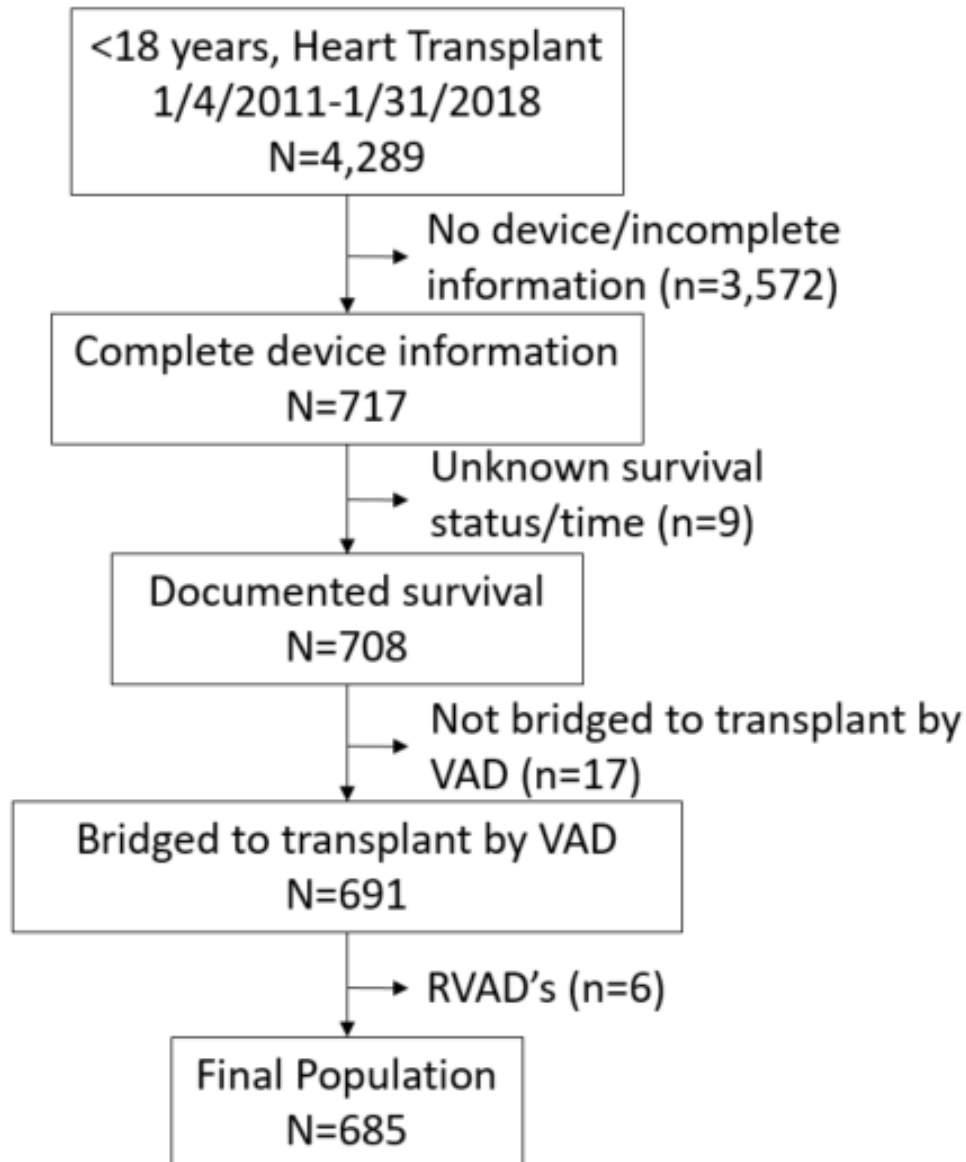 <18 years, Heart Transplant
1/4/2011-1/31/2018
N=4,289
No device/incomplete
information (n=3,572)
Complete device information
N=717
Unknown survival
status/time (n=9)
Documented survival
N=708
Not bridged to transplant by
VAD (n=17)
Bridged to transplant by VAD
N=691
RVAD’s (n=6)
Final Population
N=685